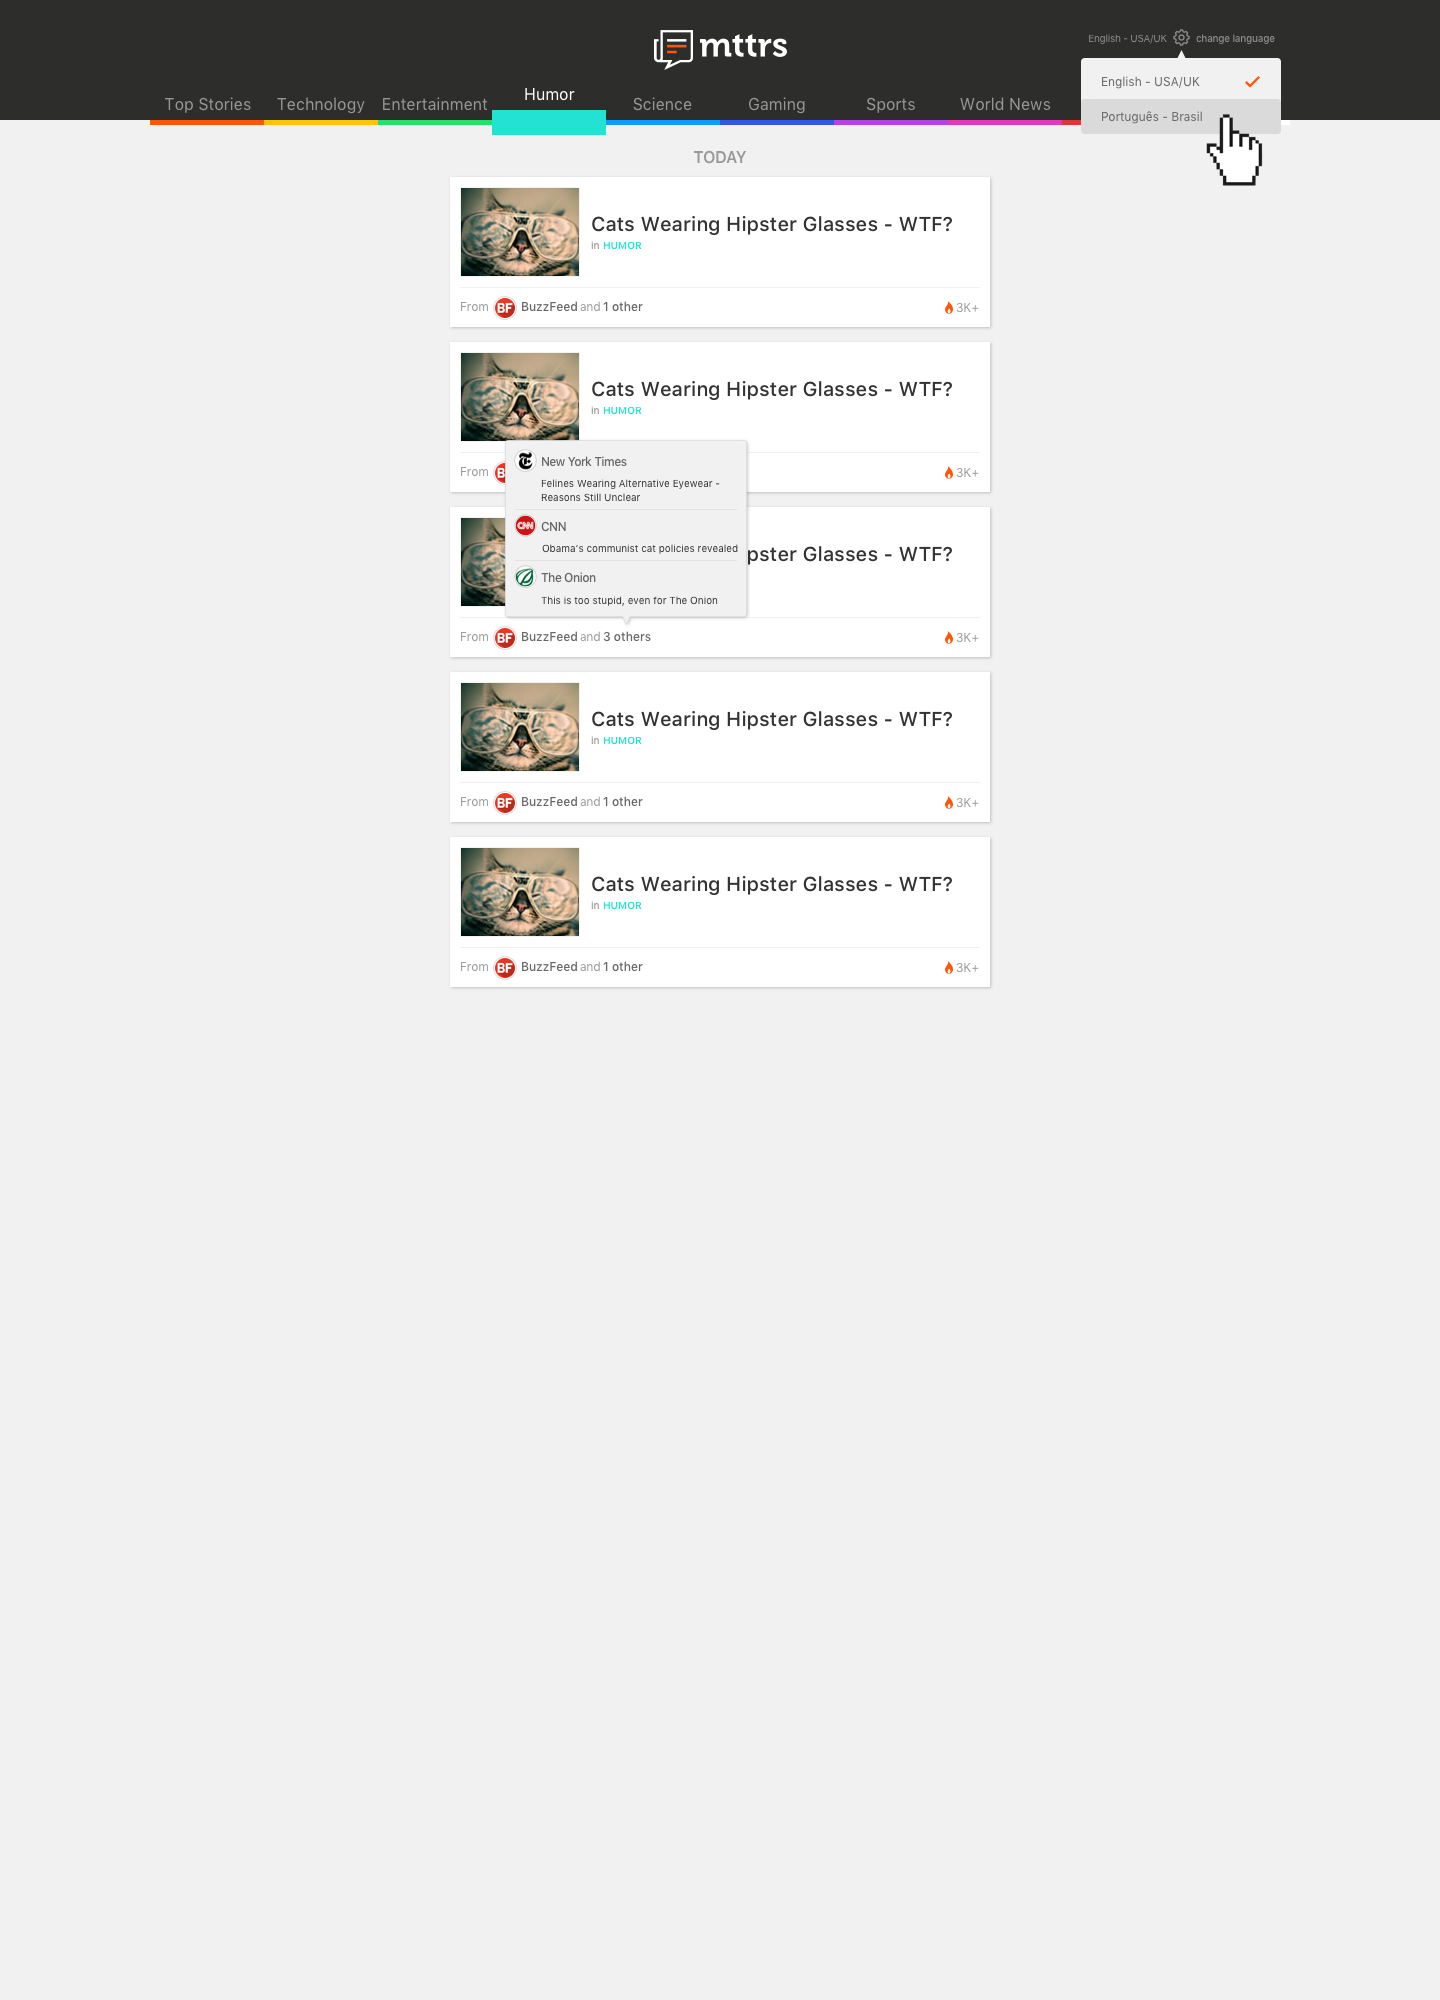 mttrs
English - USA/UK change language
English - USA/UK
Português - Brasil
Top Stories Technology Entertainment Humor Science Gaming Sports World News
TODAY
Cats Wearing Hipster Glasses - WTF?
in HUMOR
From BF BuzzFeed and 1 other 3K+
Cats Wearing Hipster Glasses - WTF?
in HUMOR
From 3K+
New York Times
Felines Wearing Alternative Eyewear -
Reasons Still Unclear
CNN CNN
Obama's communist cat policies revealed
The Onion
This is too stupid, even for The Onion
pster Glasses - WTF?
From BF BuzzFeed and 3 others 3K+
Cats Wearing Hipster Glasses - WTF?
in HUMOR
From BF BuzzFeed and 1 other 3K+
Cats Wearing Hipster Glasses - WTF?
in HUMOR
From BF BuzzFeed and 1 other 3K+